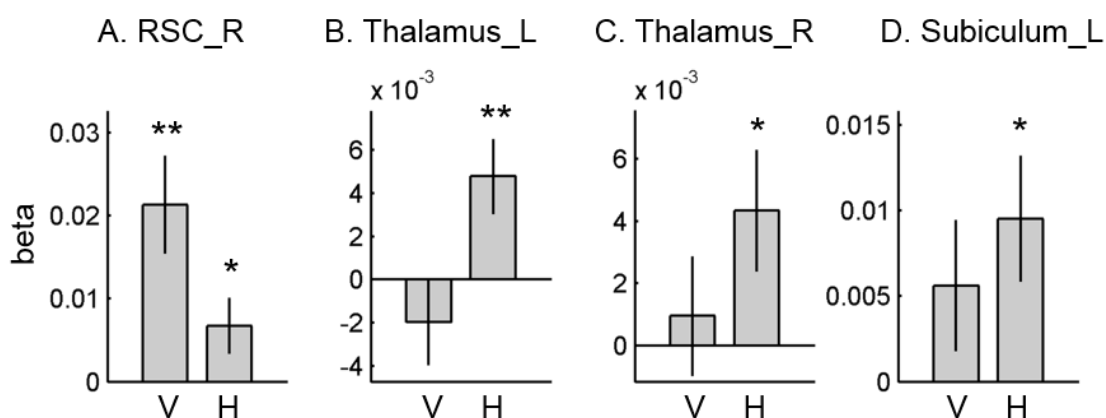 A. RSC_R
B. Thalamus_L
C. Thalamus_R
D. Subiculum_L
beta
0.03
0.02
0.01
0
**
*
V H
x 10⁻³
6
4
2
0
-2
-4
**
V H
x 10⁻³
6
4
2
0
*
V H
0.015
0.01
0.005
0
*
V H